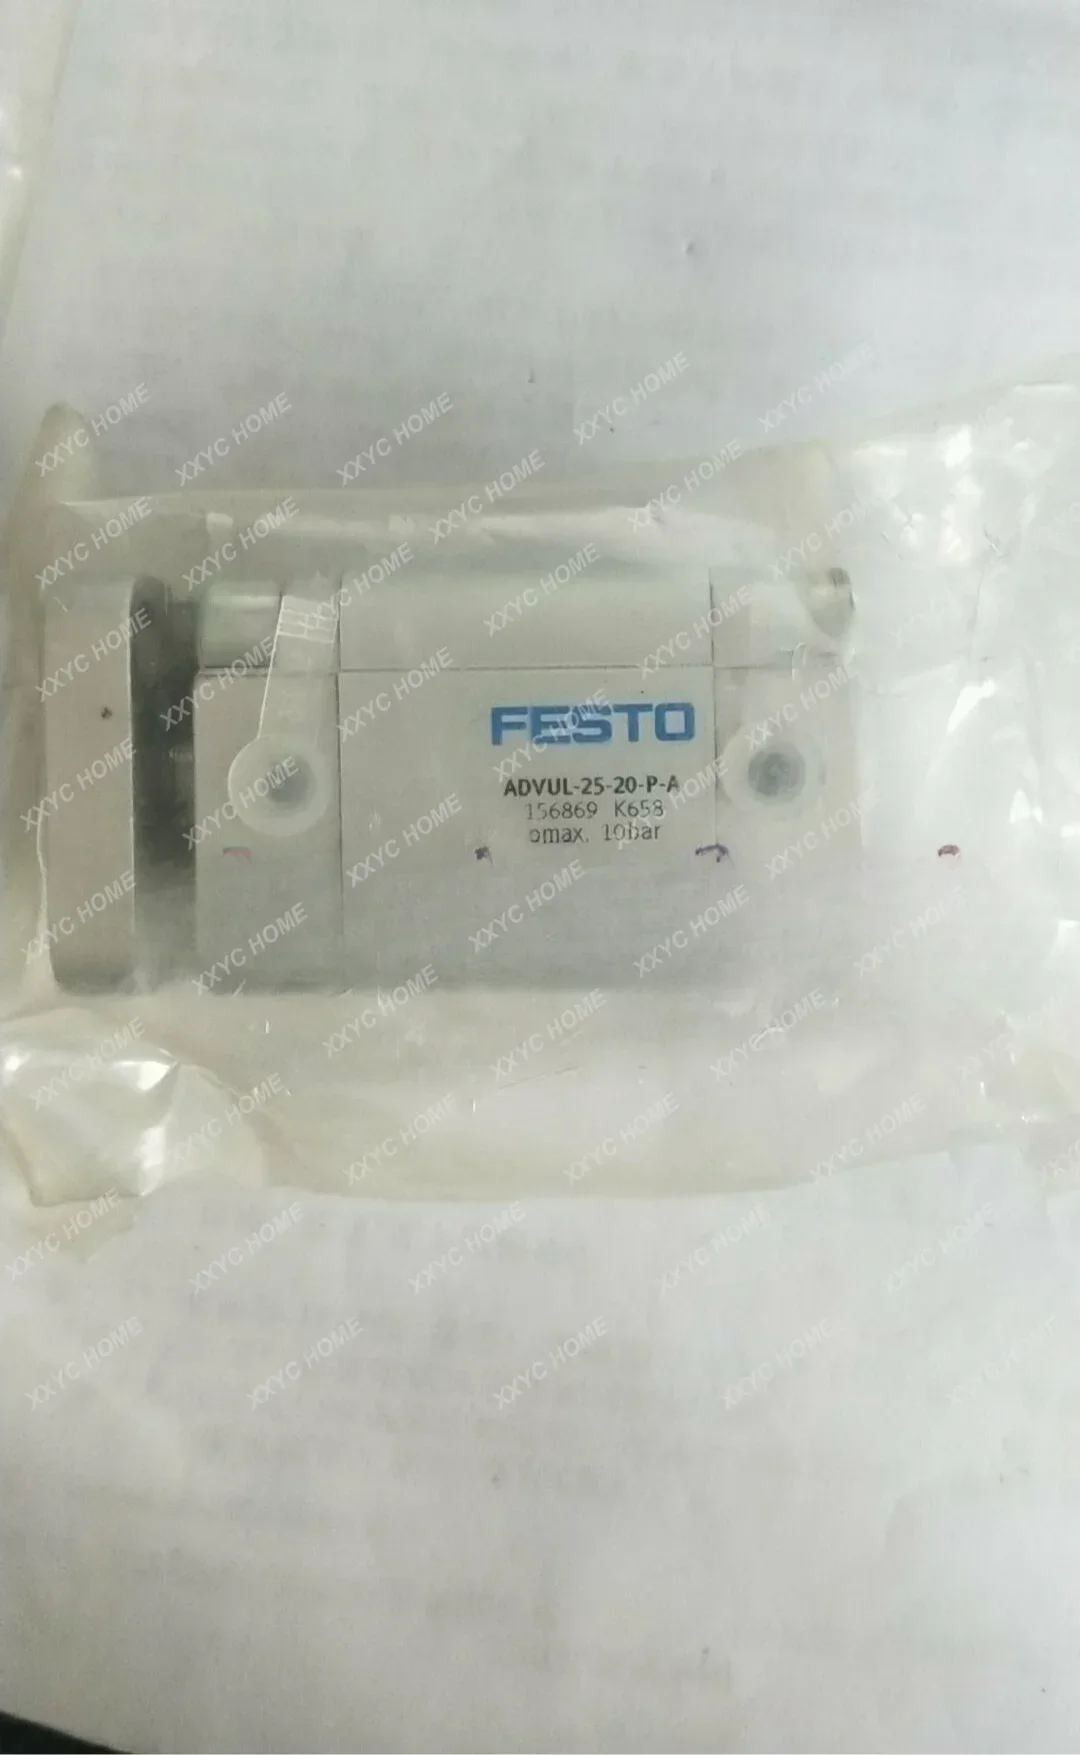 FESTO
ADVUL-25-20-P-A
156869 K658
pmax. 10bar
XXYC HOME